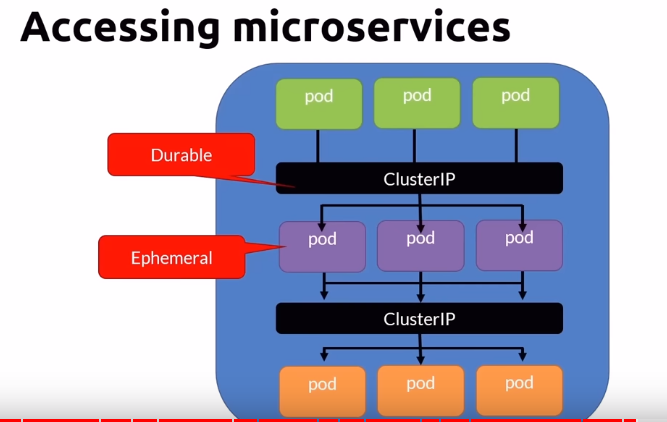 Accessing microservices
pod pod pod
Durable
ClusterIP
pod pod pod
Ephemeral
ClusterIP
pod pod pod